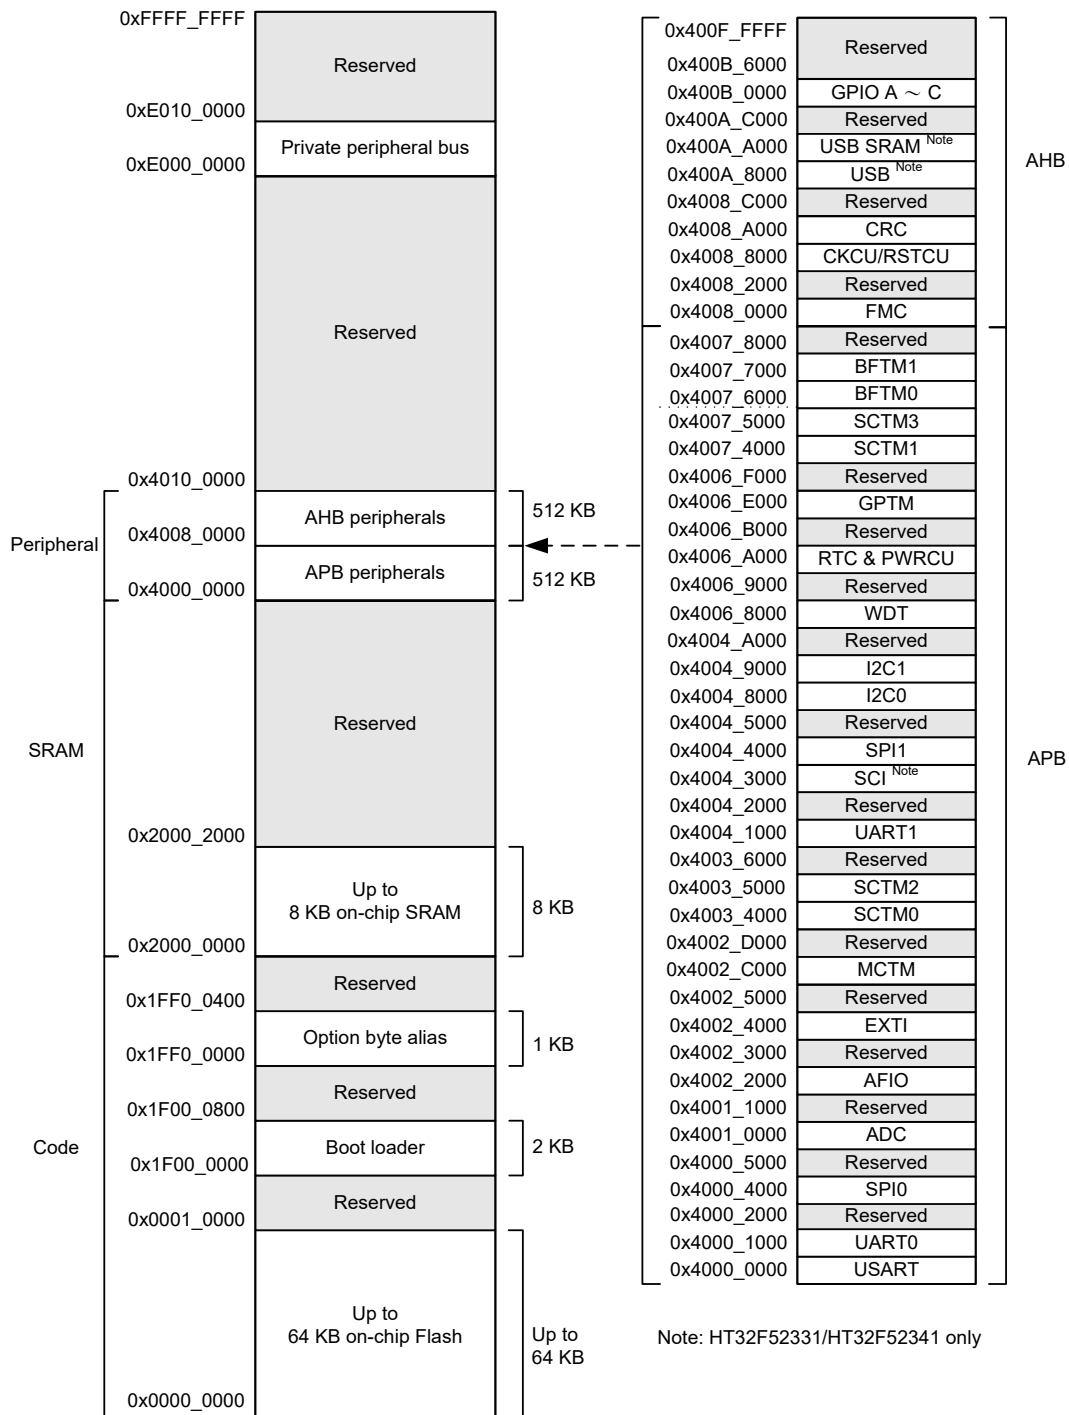 0xFFFF_FFFF
Reserved
0xE010_0000
Private peripheral bus
0xE000_0000
Reserved
0x4010_0000
AHB peripherals
512 KB
Peripheral
0x4008_0000
APB peripherals
512 KB
0x4000_0000
Reserved
SRAM
0x2000_2000
Up to
8 KB on-chip SRAM
8 KB
0x2000_0000
Reserved
0x1FF0_0400
Option byte alias
1 KB
0x1FF0_0000
Reserved
0x1F00_0800
Code
Boot loader
2 KB
0x1F00_0000
Reserved
0x0001_0000
Up to
64 KB on-chip Flash
Up to
64 KB
0x0000_0000
0x400F_FFFF
Reserved
0x400B_6000
0x400B_0000 GPIO A ~ C
0x400A_C000 Reserved
0x400A_A000 USB SRAM Note
AHB
0x400A_8000 USB Note
0x4008_C000 Reserved
0x4008_A000 CRC
0x4008_8000 CKCU/RSTCU
0x4008_2000 Reserved
0x4008_0000 FMC
0x4007_8000 Reserved
0x4007_7000 BFTM1
0x4007_6000 BFTM0
0x4007_5000 SCTM3
0x4007_4000 SCTM1
0x4006_F000 Reserved
0x4006_E000 GPTM
0x4006_B000 Reserved
0x4006_A000 RTC & PWRCU
0x4006_9000 Reserved
0x4006_8000 WDT
0x4004_A000 Reserved
0x4004_9000 I2C1
0x4004_8000 I2C0
0x4004_5000 Reserved
0x4004_4000 SPI1
APB
0x4004_3000 SCI Note
0x4004_2000 Reserved
0x4004_1000 UART1
0x4003_6000 Reserved
0x4003_5000 SCTM2
0x4003_4000 SCTM0
0x4002_D000 Reserved
0x4002_C000 MCTM
0x4002_5000 Reserved
0x4002_4000 EXTI
0x4002_3000 Reserved
0x4002_2000 AFIO
0x4001_1000 Reserved
0x4001_0000 ADC
0x4000_5000 Reserved
0x4000_4000 SPI0
0x4000_2000 Reserved
0x4000_1000 UART0
0x4000_0000 USART
Note: HT32F52331/HT32F52341 only